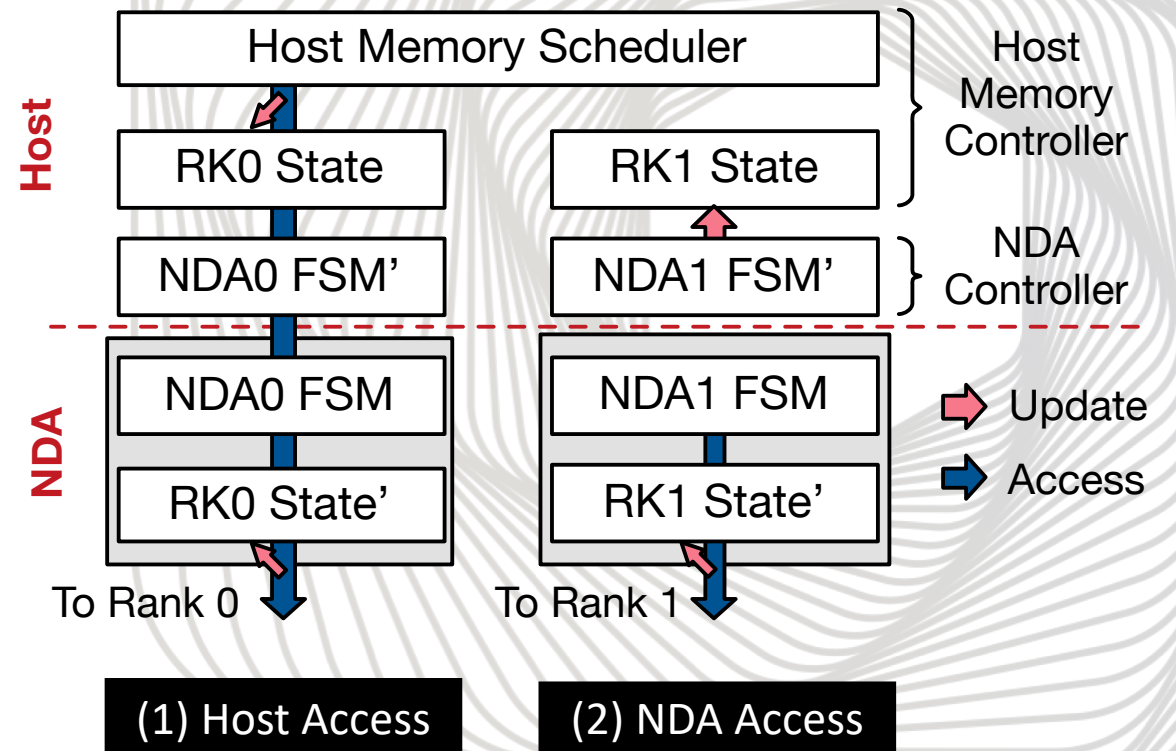 Host Memory Scheduler
Host
Memory
Controller
Host
RK0 State
RK1 State
NDA0 FSM’
NDA1 FSM’
NDA
Controller
NDA
NDA0 FSM
NDA1 FSM
Update
RK0 State’
RK1 State’
Access
To Rank 0
To Rank 1
(1) Host Access
(2) NDA Access